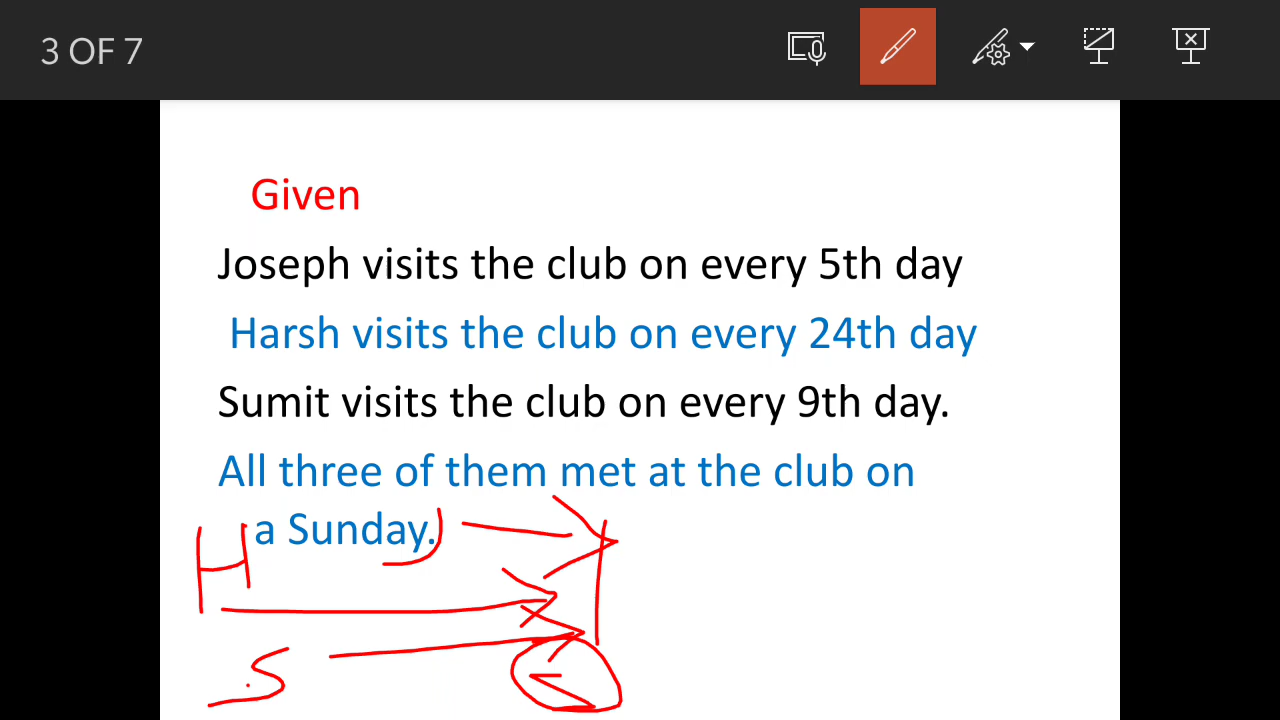 3 OF 7
Given
Joseph visits the club on every 5th day
Harsh visits the club on every 24th day
Sumit visits the club on every 9th day.
All three of them met at the club on
a Sunday.
J
H
S